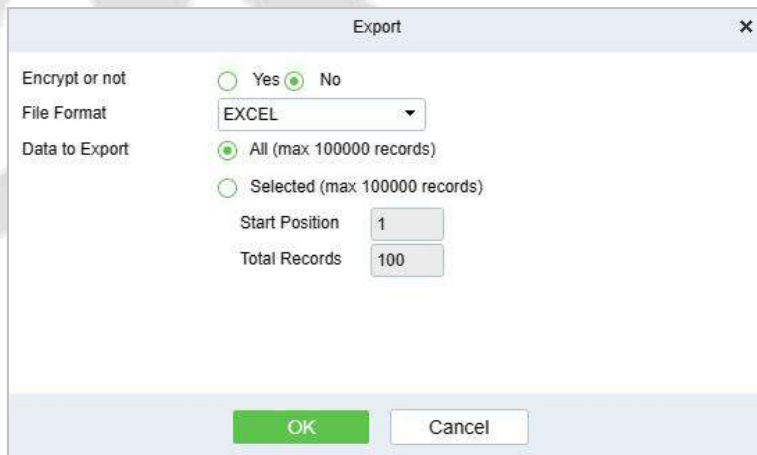 Export
Encrypt or not Yes No
File Format EXCEL
Data to Export All (max 100000 records)
Selected (max 100000 records)
Start Position 1
Total Records 100
OK Cancel